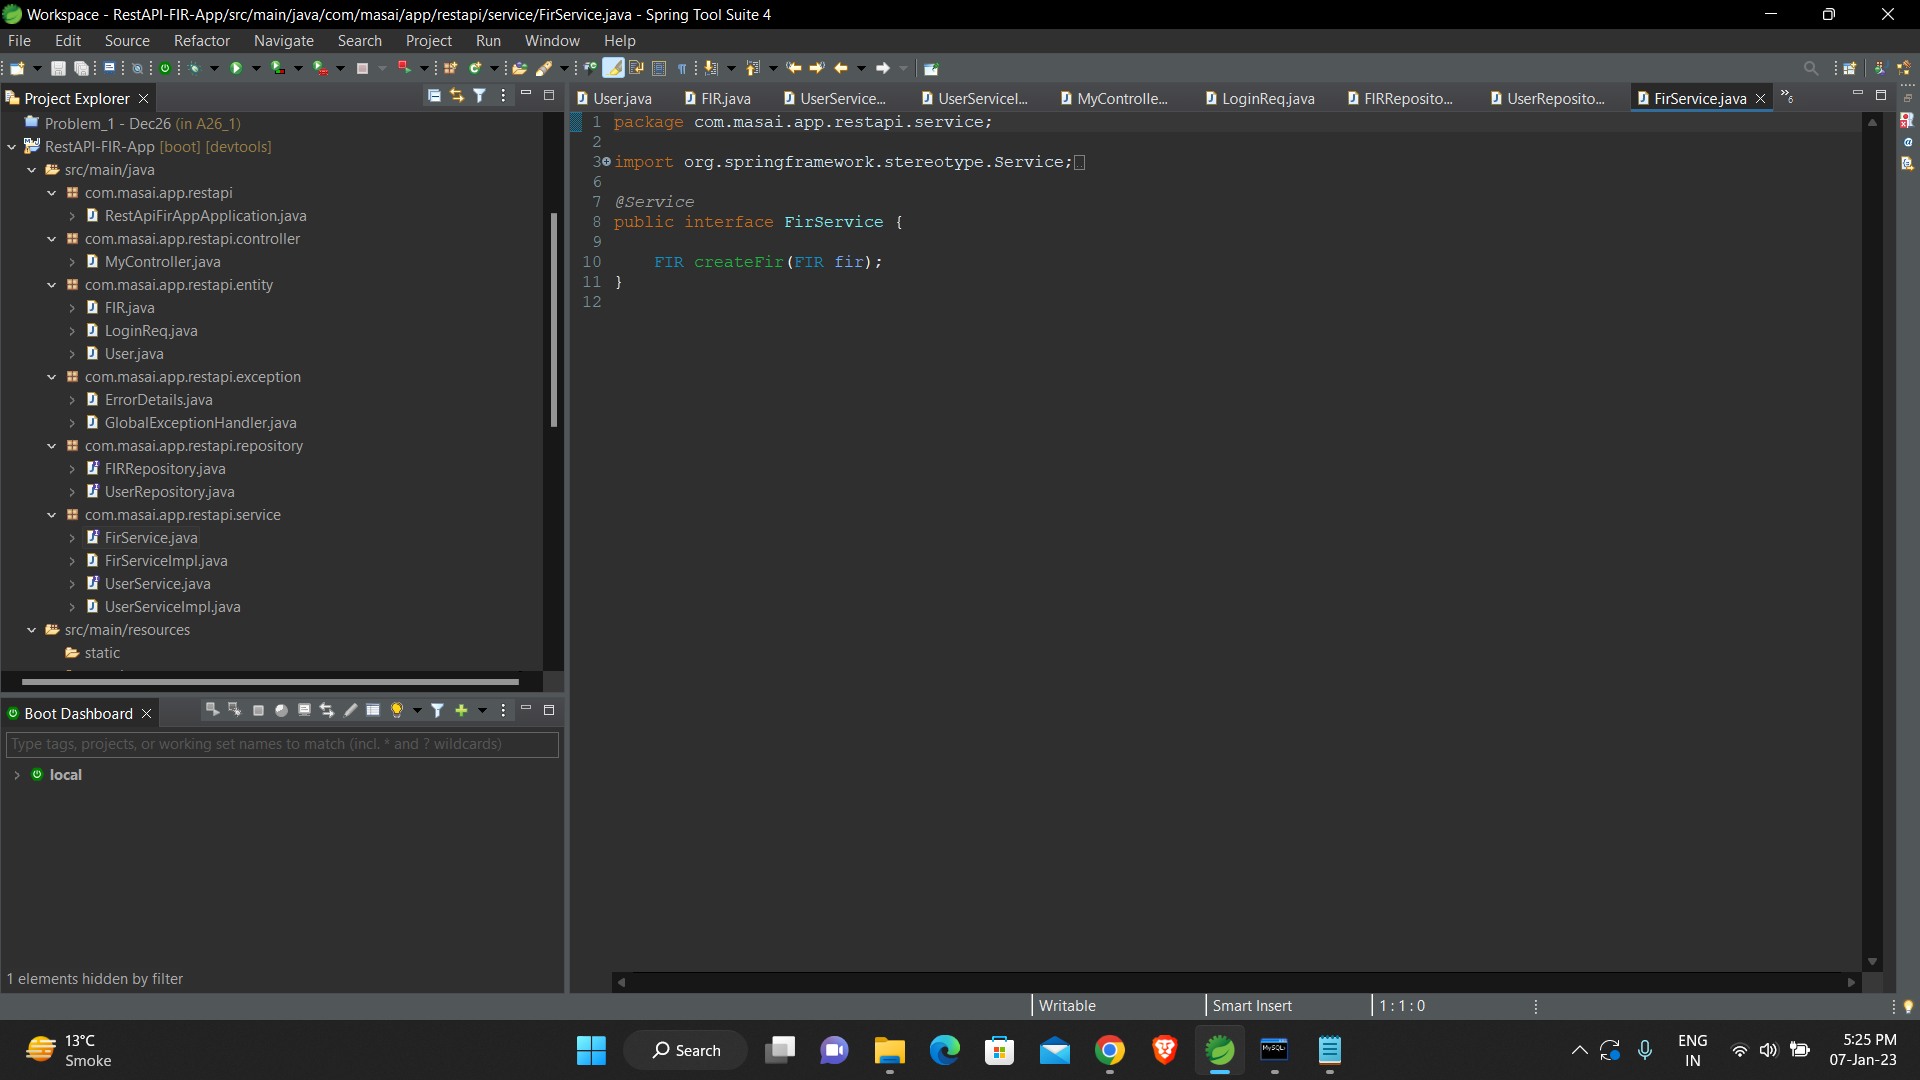 Workspace - RestAPI-FIR-App/src/main/java/com/masai/app/restapi/service/FirService.java - Spring Tool Suite 4
File Edit Source Refactor Navigate Search Project Run Window Help
Project Explorer
Problem_1 - Dec26 (in A26_1)
RestAPI-FIR-App [boot] [devtools]
src/main/java
com.masai.app.restapi
RestApiFirAppApplication.java
com.masai.app.restapi.controller
MyController.java
com.masai.app.restapi.entity
FIR.java
LoginReq.java
User.java
com.masai.app.restapi.exception
ErrorDetails.java
GlobalExceptionHandler.java
com.masai.app.restapi.repository
FIRRepository.java
UserRepository.java
com.masai.app.restapi.service
FirService.java
FirServiceImpl.java
UserService.java
UserServiceImpl.java
src/main/resources
static
User.java FIR.java UserService... UserServiceI... MyControlle... LoginReq.java FIRReposito... UserReposito... FirService.java »6
1 package com.masai.app.restapi.service;
2
3 import org.springframework.stereotype.Service;
6
7 @Service
8 public interface FirService {
9
10 FIR createFir(FIR fir);
11 }
12
Boot Dashboard
Type tags, projects, or working set names to match (incl. * and ? wildcards)
local
1 elements hidden by filter
Writable Smart Insert 1 : 1 : 0
13°C
Smoke
Search
MySQL
ENG
IN
5:25 PM
07-Jan-23